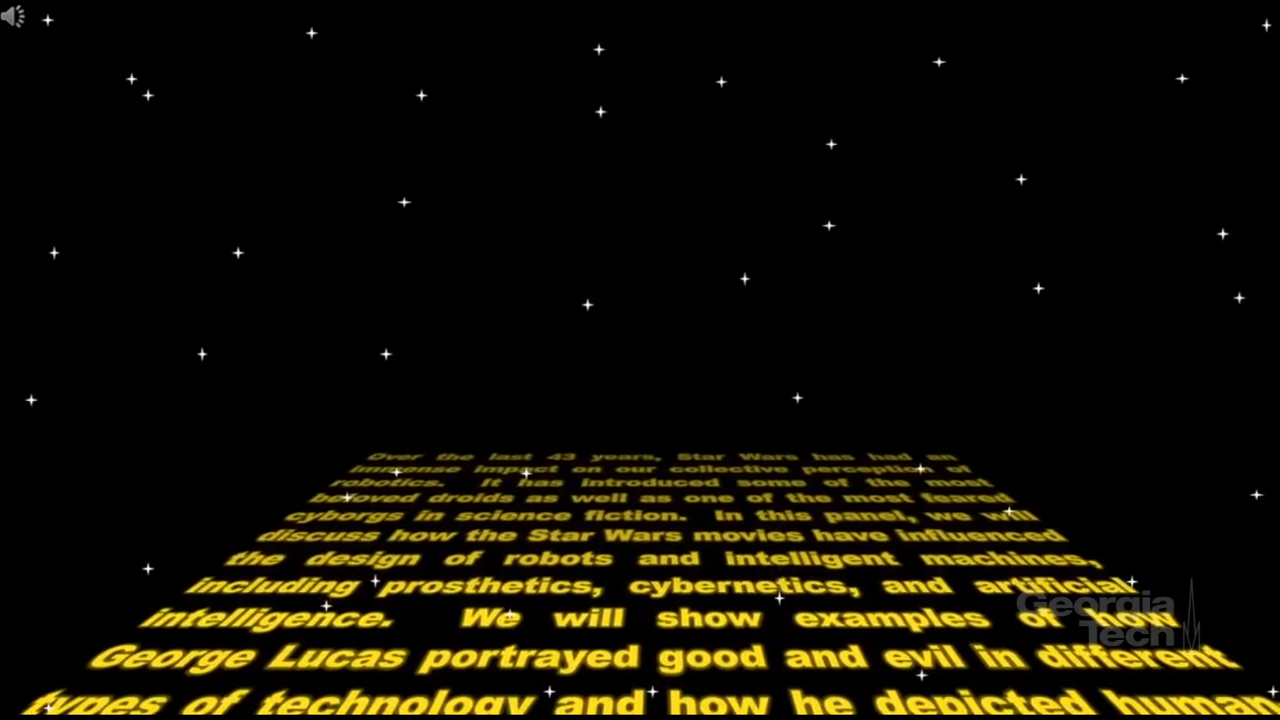 Over the last 43 years, Star Wars has had an
immense impact on our collective perception of
robotics. It has introduced some of the most
beloved droids as well as one of the most feared
cyborgs in science fiction. In this panel, we will
discuss how the Star Wars movies have influenced
the design of robots and intelligent machines,
including prosthetics, cybernetics, and artificial
intelligence. We will show examples of how
George Lucas portrayed good and evil in different
types of technology and how he depicted human
Georgia
Tech